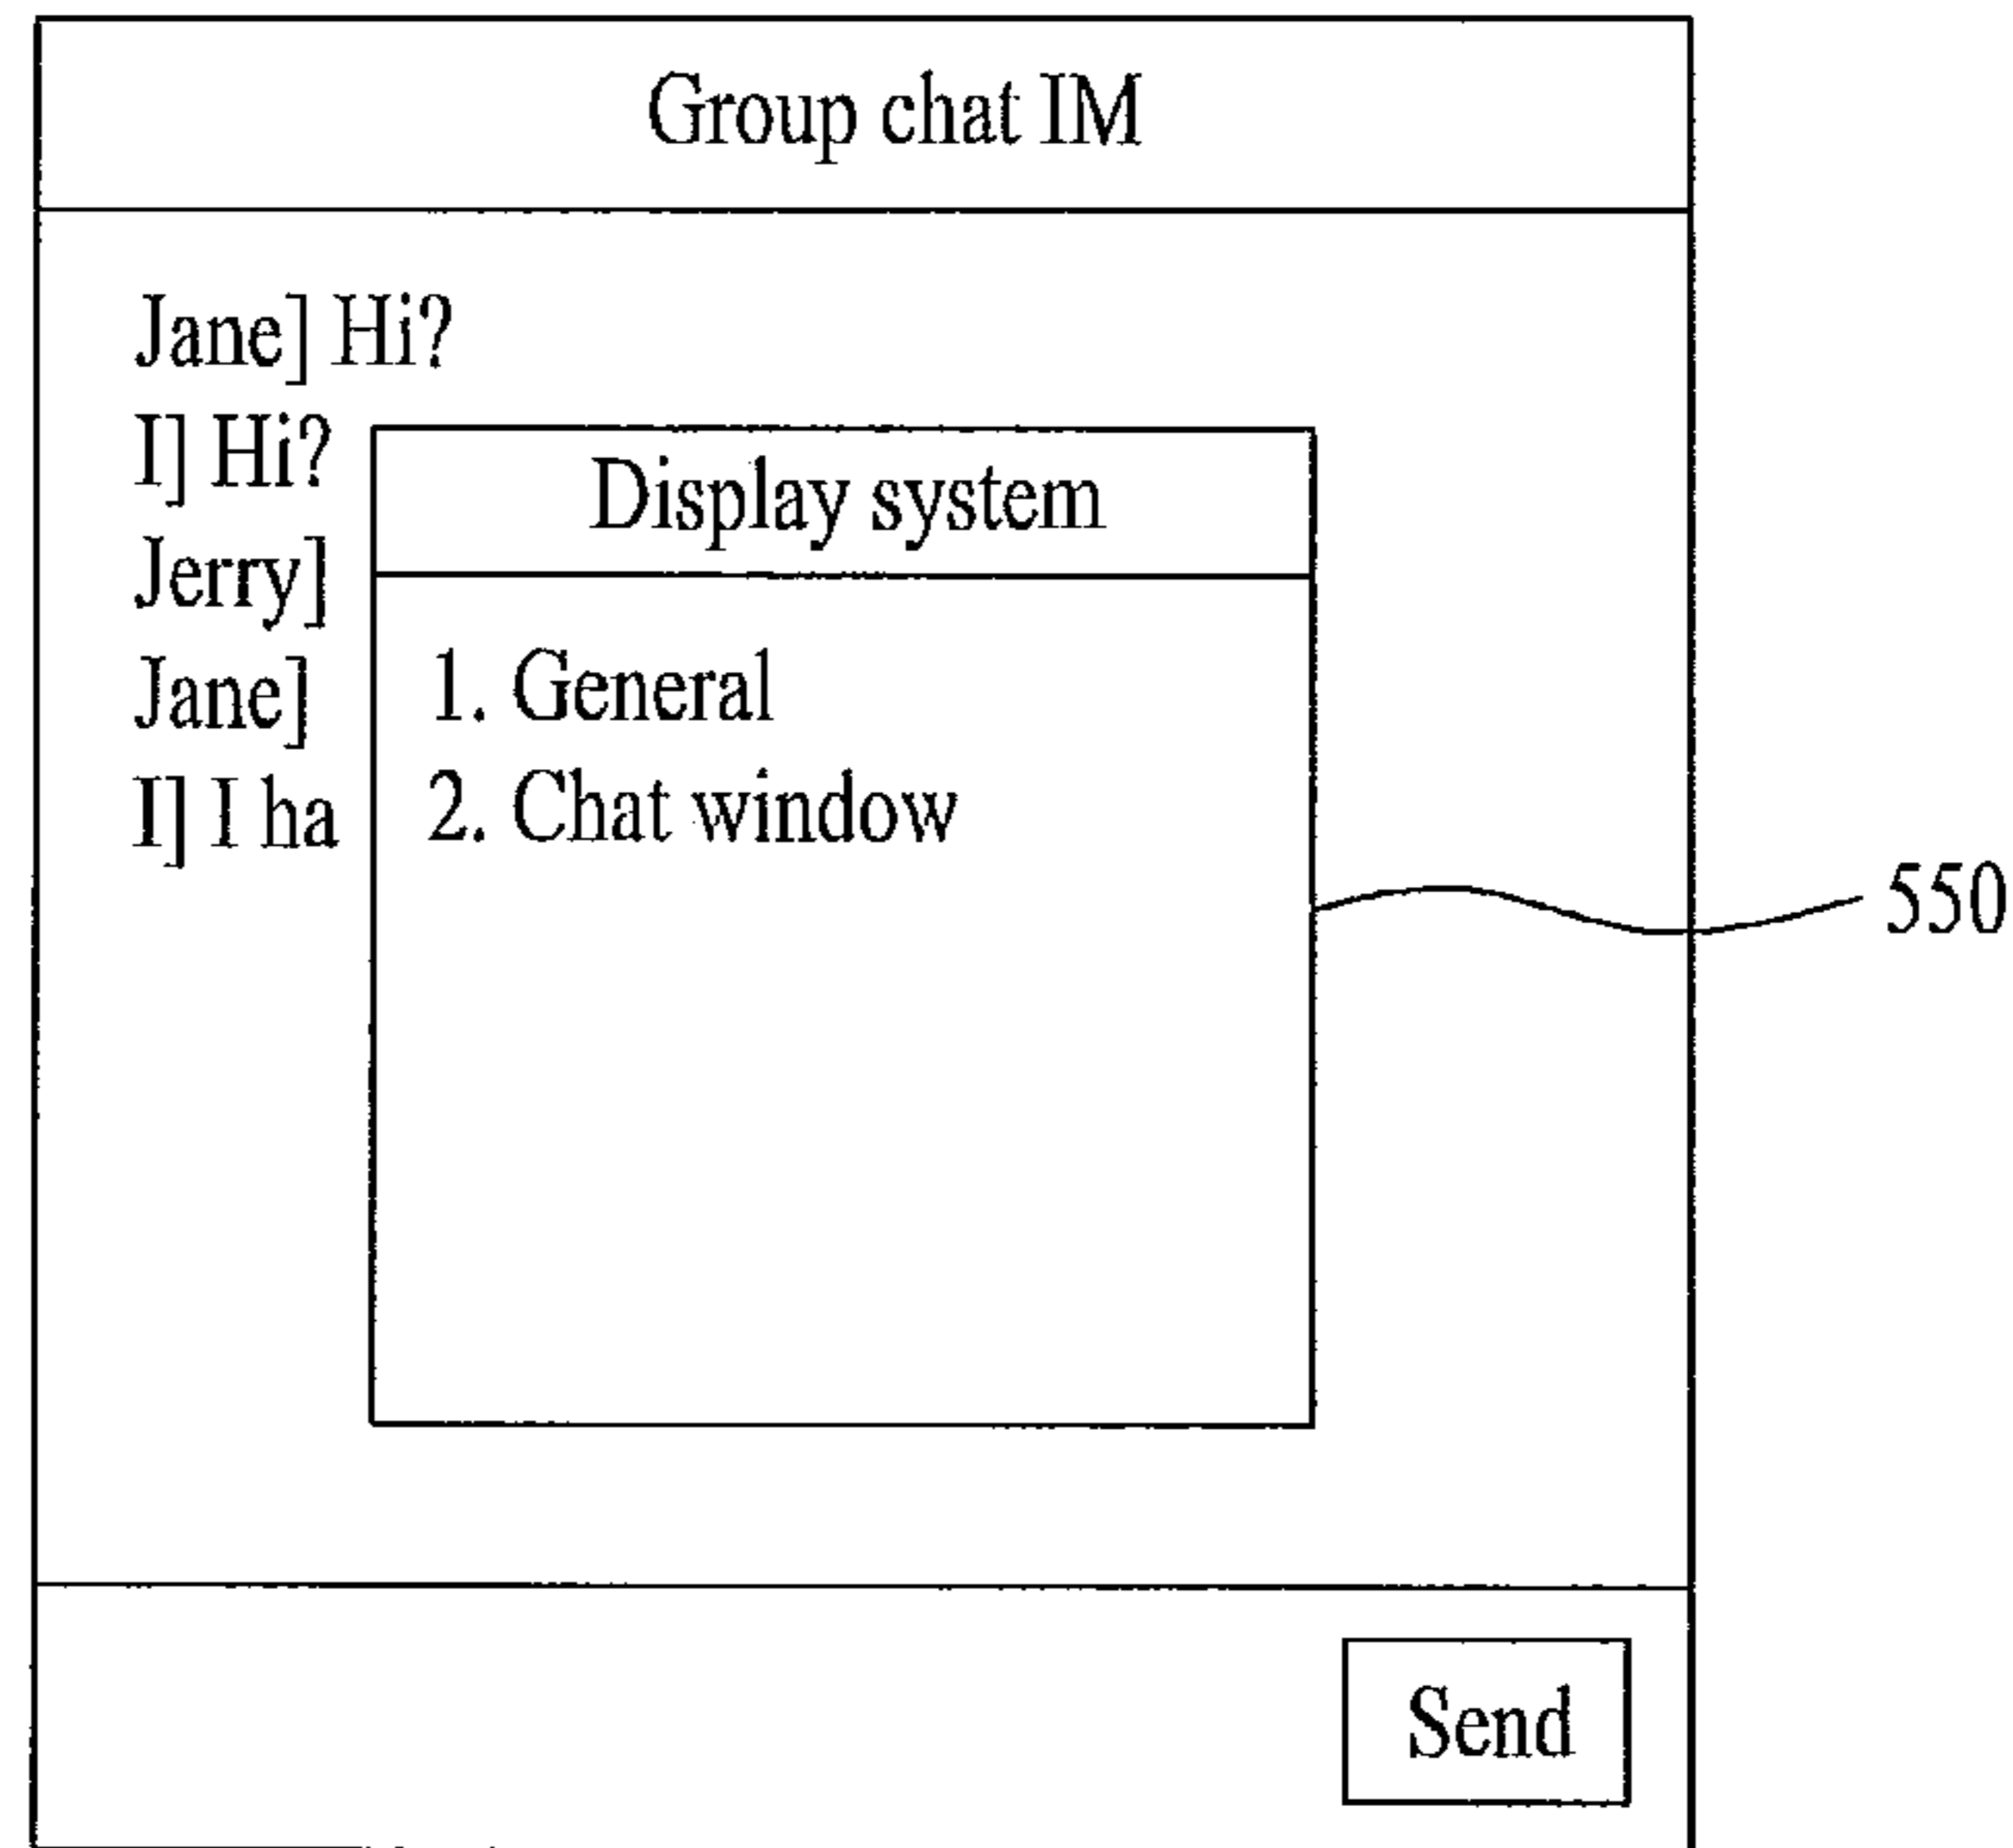 Group chat IM
Jane] Hi?
I] Hi?
Jerry]
Jane]
I] I ha
Display system
1. General
2. Chat window
550
Send